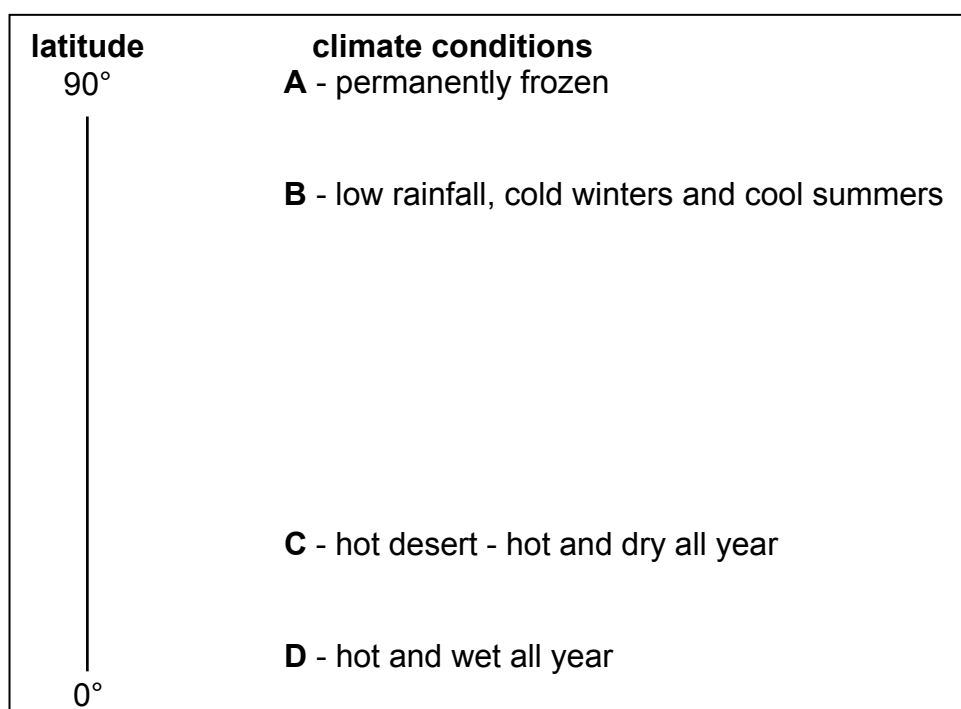 latitude climate conditions
90° A - permanently frozen
B - low rainfall, cold winters and cool summers
C - hot desert - hot and dry all year
D - hot and wet all year
0°